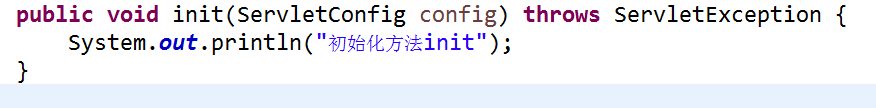 public void init(ServletConfig config) throws ServletException {
    System.out.println("初始化方法init");
}